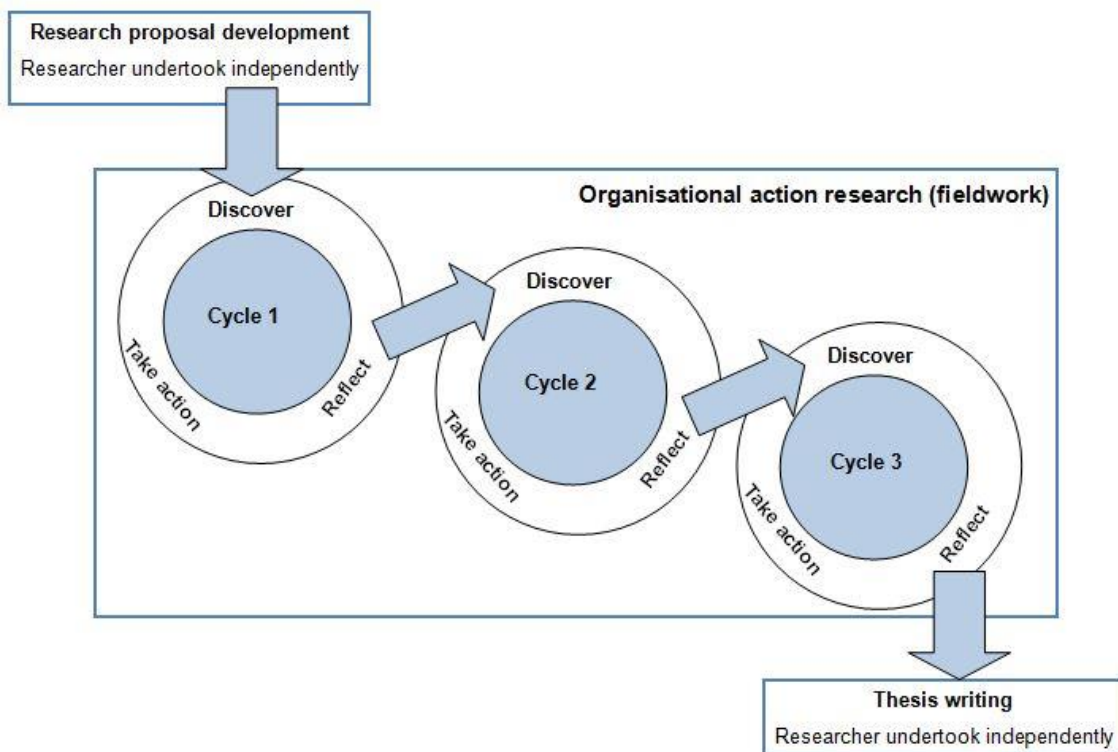 Research proposal development
Researcher undertook independently
Organisational action research (fieldwork)
Discover
Cycle 1
Take action
Reflect
Discover
Cycle 2
Take action
Reflect
Discover
Cycle 3
Take action
Reflect
Thesis writing
Researcher undertook independently